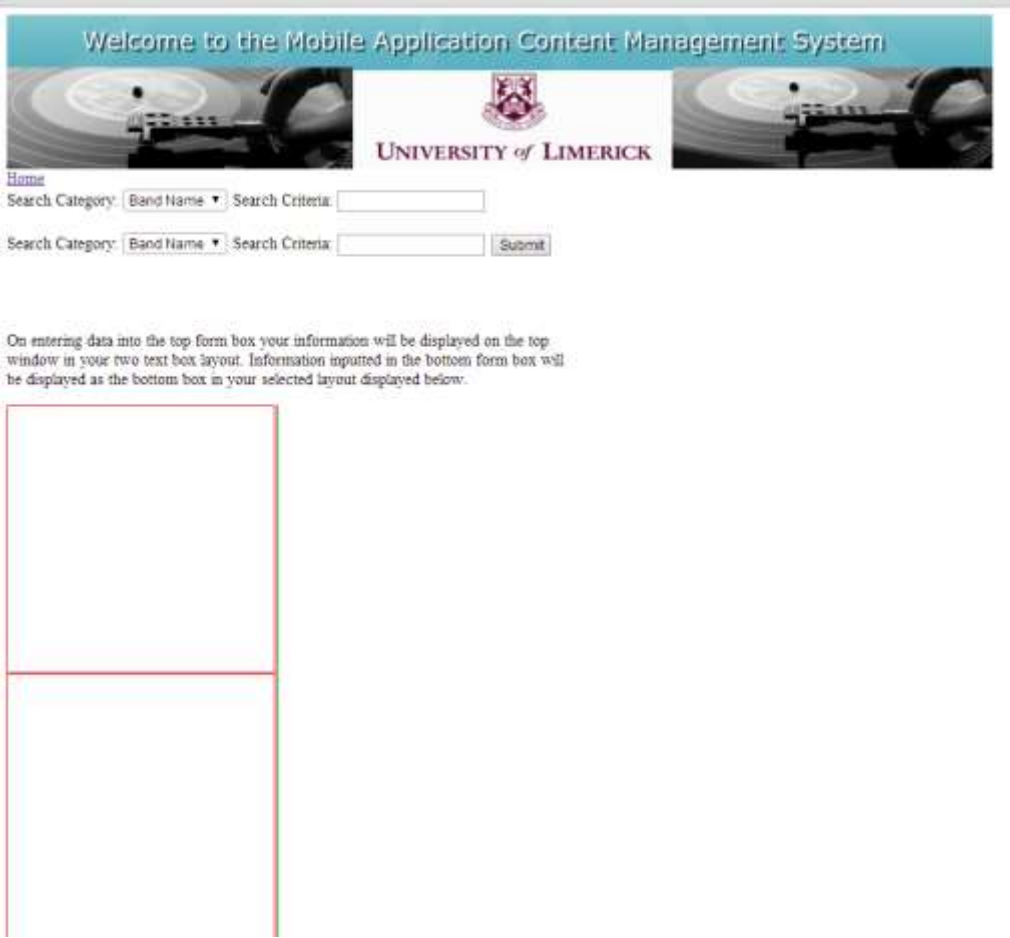 Welcome to the Mobile Application Content Management System
UNIVERSITY of LIMERICK
Home
Search Category: Band Name ▼ Search Criteria:
Search Category: Band Name ▼ Search Criteria: Submit
On entering data into the top form box your information will be displayed on the top
window in your two text box layout. Information inputted in the bottom form box will
be displayed as the bottom box in your selected layout displayed below.